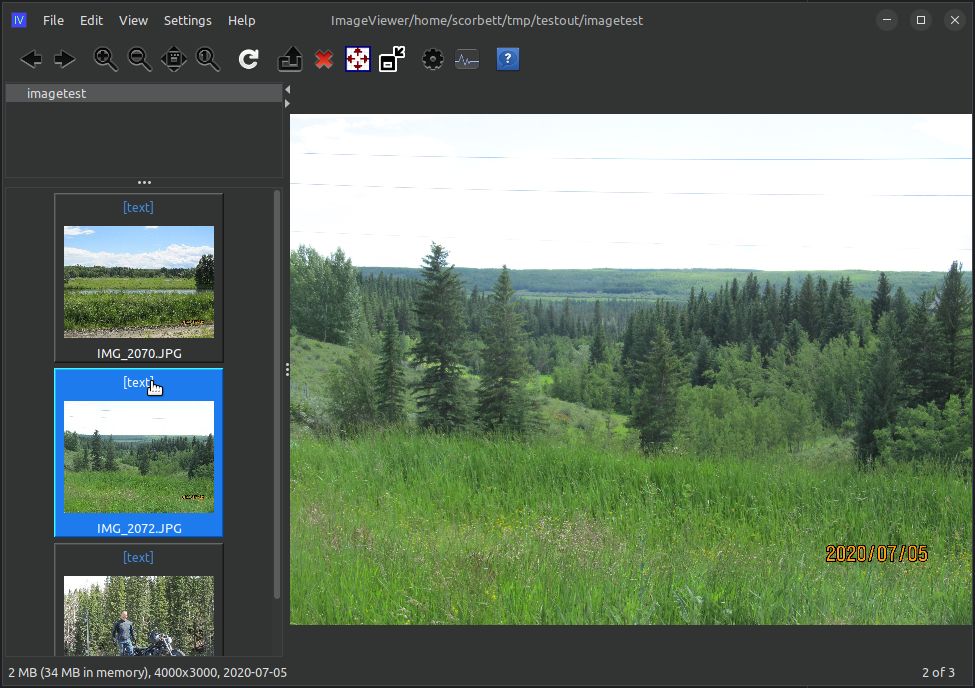 IV File Edit View Settings Help ImageViewer/home/scorbett/tmp/testout/imagetest
1 ?
imagetest
[text]
IMG_2070.JPG
[text]
IMG_2072.JPG
[text]
2020/07/05
2 MB (34 MB in memory), 4000x3000, 2020-07-05 2 of 3